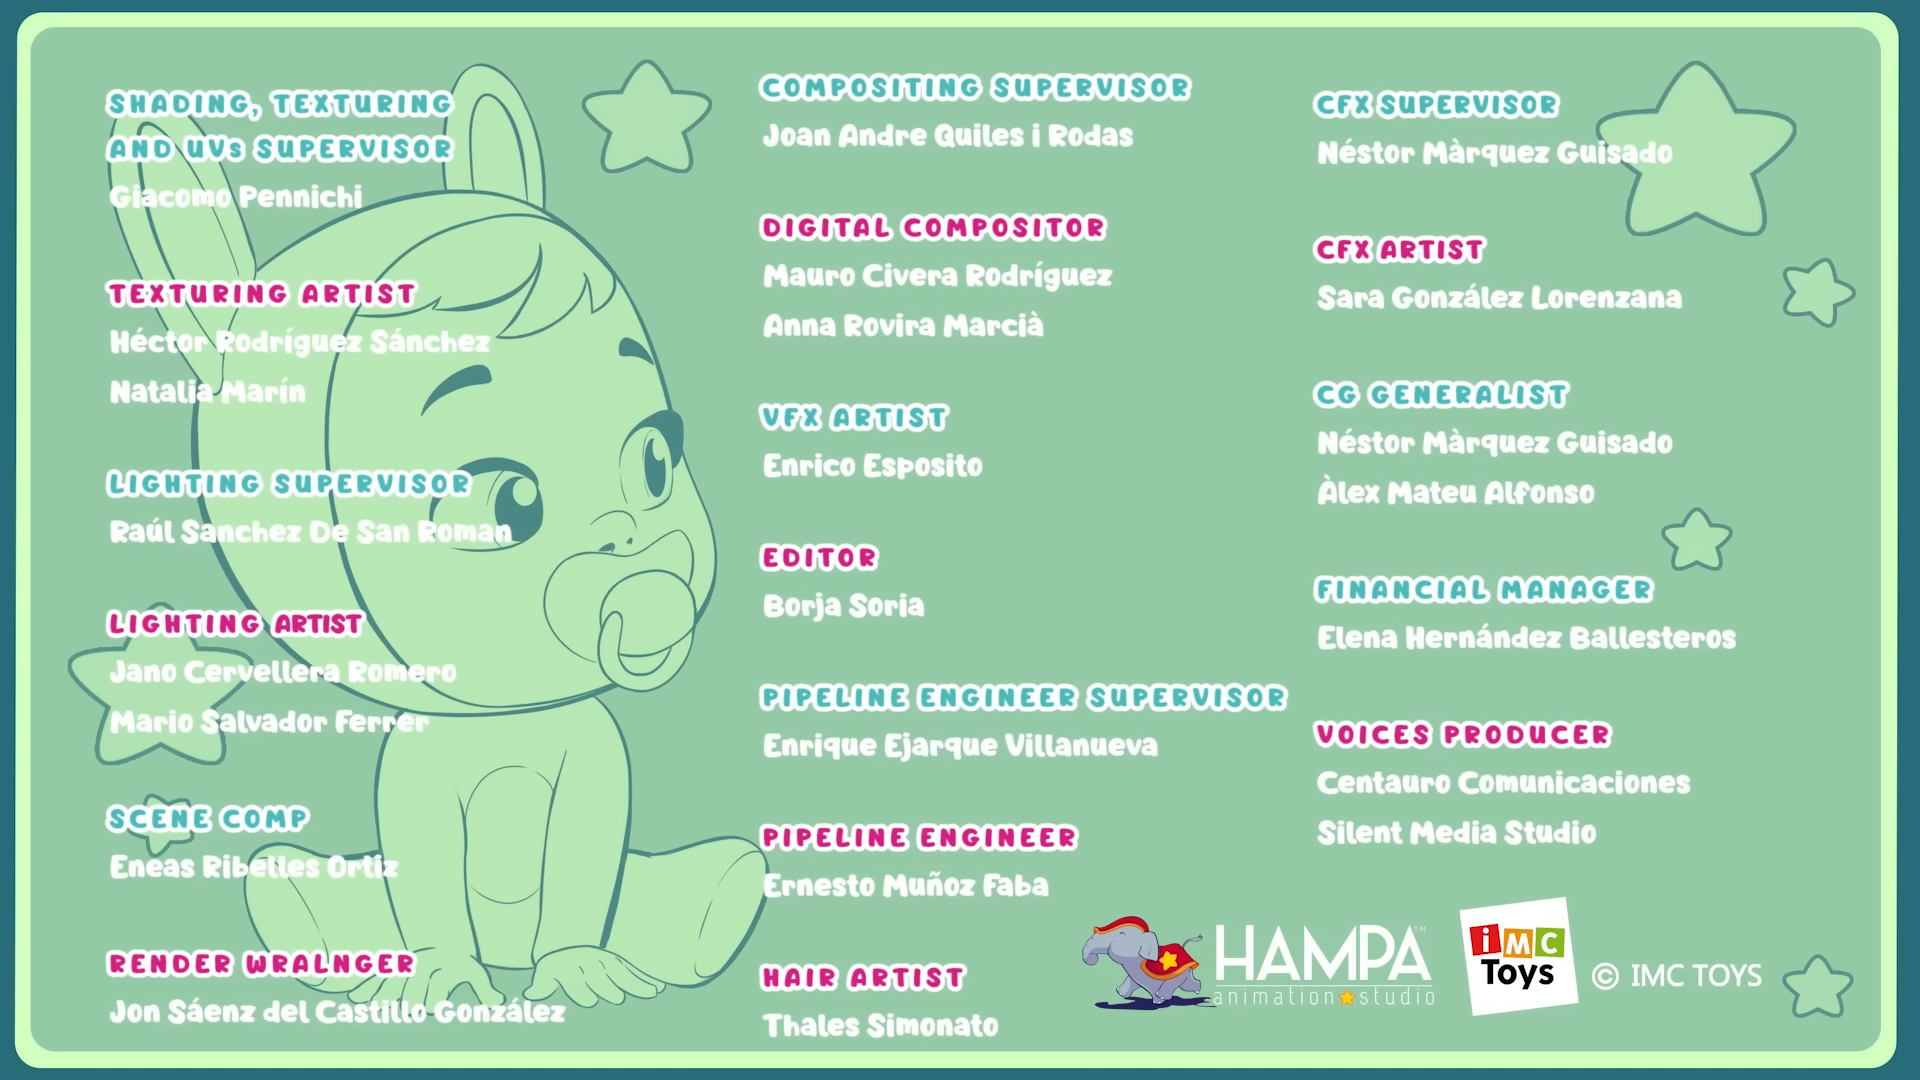 SHADING, TEXTURING
AND UVs SUPERVISOR
Giacomo Pennichi
TEXTURING ARTIST
Héctor Rodríguez Sánchez
Natalia Marín
LIGHTING SUPERVISOR
Raúl Sanchez De San Roman
LIGHTING ARTIST
Jano Cervellera Romero
Mario Salvador Ferrer
SCENE COMP
Eneas Ribelles Ortíz
RENDER WRALNGER
Jon Sáenz del Castillo González
COMPOSITING SUPERVISOR
Joan Andre Quiles i Rodas
DIGITAL COMPOSITOR
Mauro Civera Rodríguez
Anna Rovira Marcià
VFX ARTIST
Enrico Esposito
EDITOR
Borja Soria
PIPELINE ENGINEER SUPERVISOR
Enrique Ejarque Villanueva
PIPELINE ENGINEER
Ernesto Muñoz Faba
HAIR ARTIST
Thales Simonato
CFX SUPERVISOR
Néstor Màrquez Guisado
CFX ARTIST
Sara González Lorenzana
CG GENERALIST
Néstor Màrquez Guisado
Àlex Mateu Alfonso
FINANCIAL MANAGER
Elena Hernández Ballesteros
VOICES PRODUCER
Centauro Comunicaciones
Silent Media Studio
HAMPA™
animation studio
iMC
Toys
© IMC TOYS